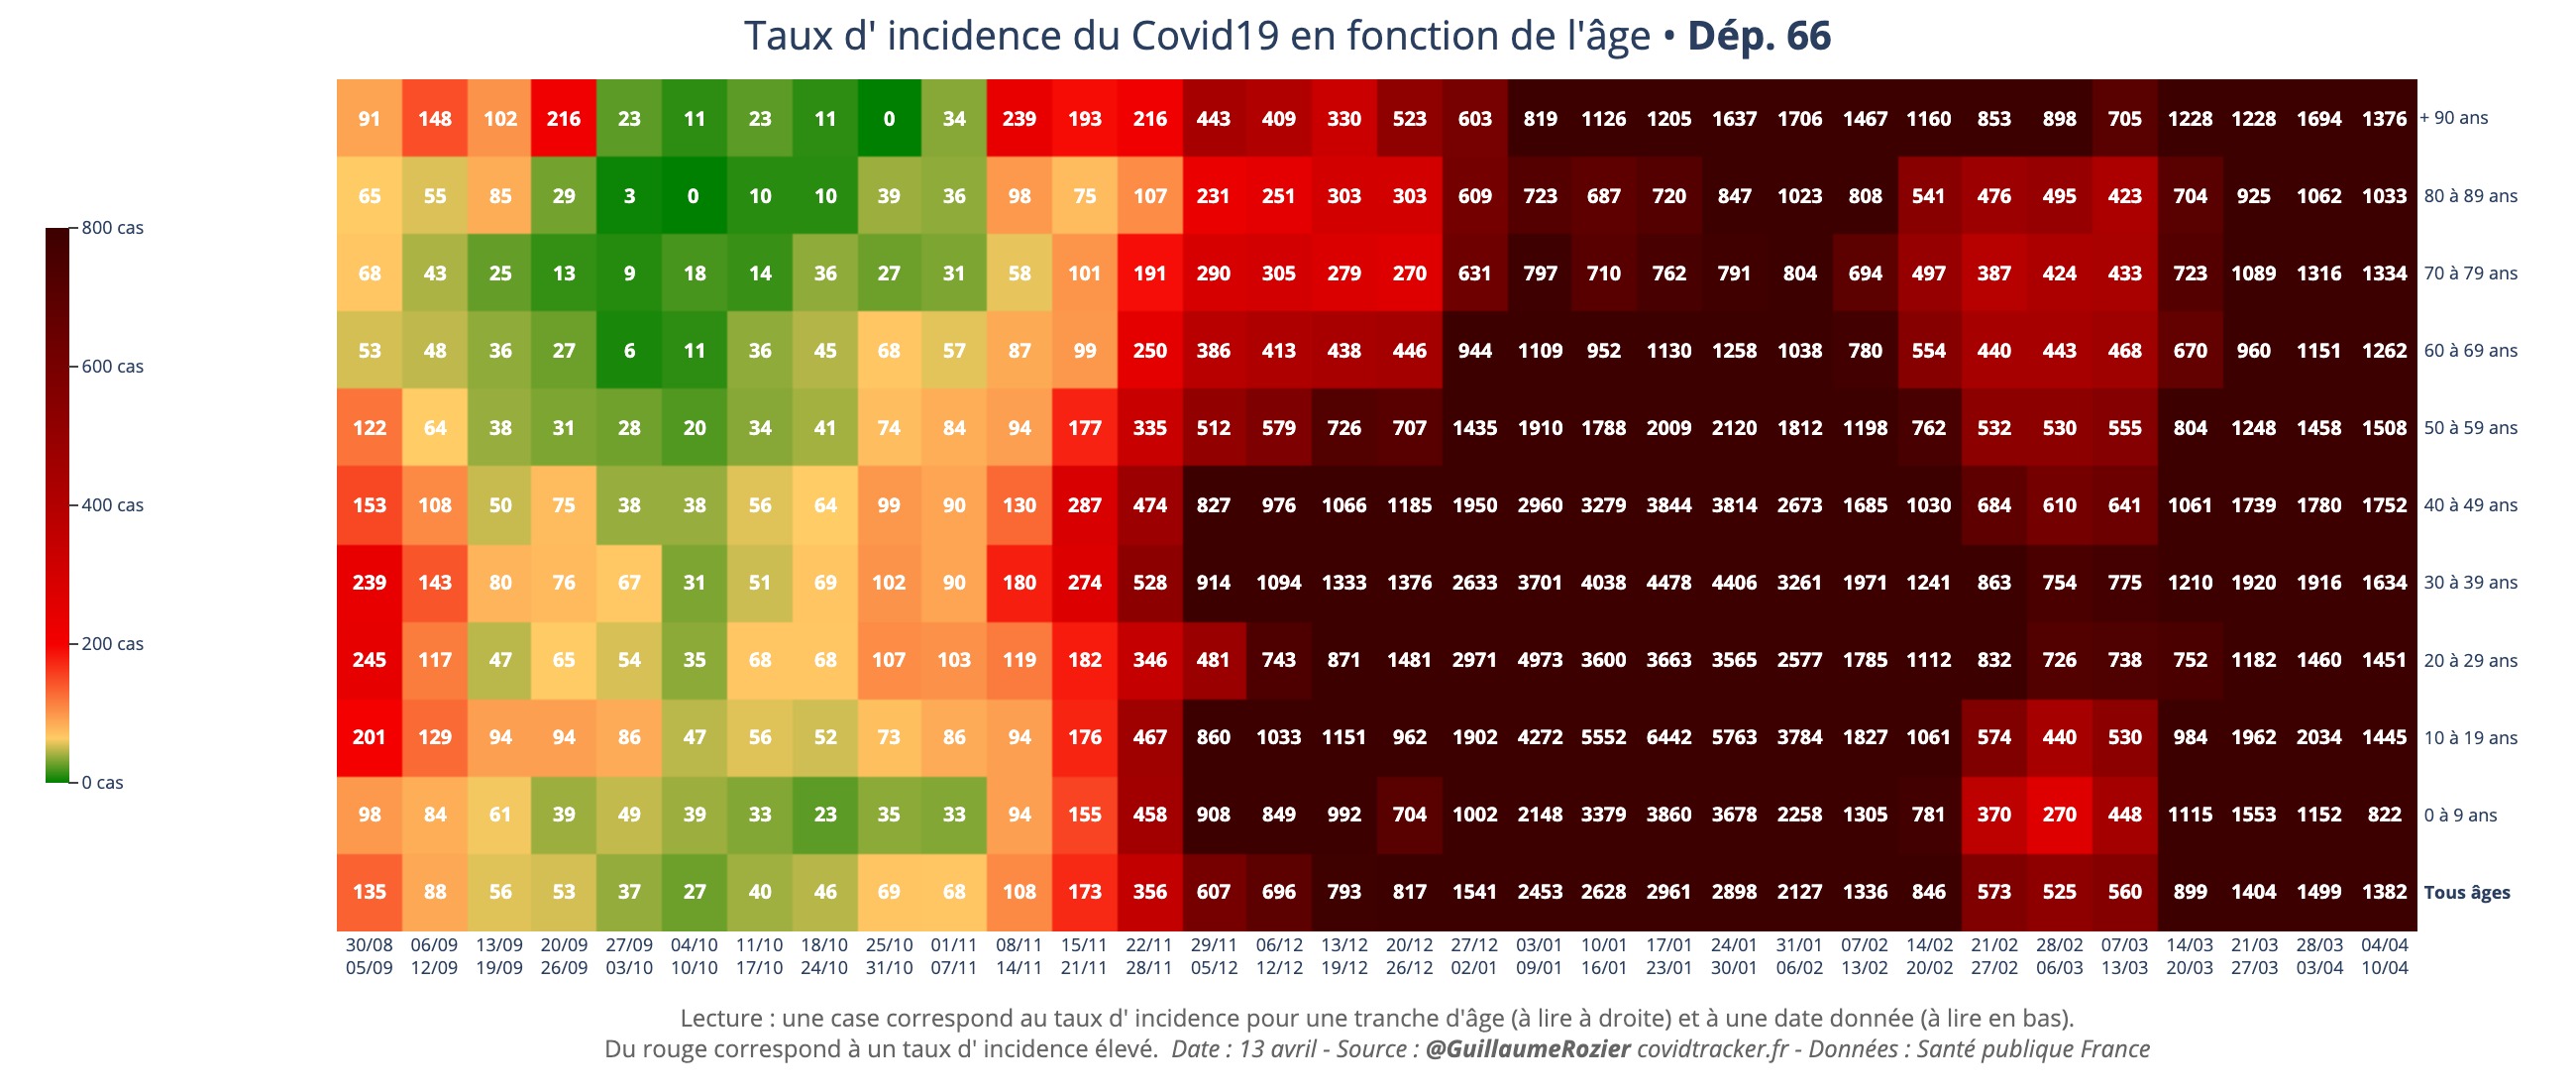 Taux d' incidence du Covid19 en fonction de l'âge • Dép. 66
91 148 102 216 23 11 23 11 0 34 239 193 216 443 409 330 523 603 819 1126 1205 1637 1706 1467 1160 853 898 705 1228 1228 1694 1376 + 90 ans
65 55 85 29 3 0 10 10 39 36 98 75 107 231 251 303 303 609 723 687 720 847 1023 808 541 476 495 423 704 925 1062 1033 80 à 89 ans
800 cas
68 43 25 13 9 18 14 36 27 31 58 101 191 290 305 279 270 631 797 710 762 791 804 694 497 387 424 433 723 1089 1316 1334 70 à 79 ans
53 48 36 27 6 11 36 45 68 57 87 99 250 386 413 438 446 944 1109 952 1130 1258 1038 780 554 440 443 468 670 960 1151 1262 60 à 69 ans
600 cas
122 64 38 31 28 20 34 41 74 84 94 177 335 512 579 726 707 1435 1910 1788 2009 2120 1812 1198 762 532 530 555 804 1248 1458 1508 50 à 59 ans
400 cas
153 108 50 75 38 38 56 64 99 90 130 287 474 827 976 1066 1185 1950 2960 3279 3844 3814 2673 1685 1030 684 610 641 1061 1739 1780 1752 40 à 49 ans
239 143 80 76 67 31 51 69 102 90 180 274 528 914 1094 1333 1376 2633 3701 4038 4478 4406 3261 1971 1241 863 754 775 1210 1920 1916 1634 30 à 39 ans
200 cas
245 117 47 65 54 35 68 68 107 103 119 182 346 481 743 871 1481 2971 4973 3600 3663 3565 2577 1785 1112 832 726 738 752 1182 1460 1451 20 à 29 ans
201 129 94 94 86 47 56 52 73 86 94 176 467 860 1033 1151 962 1902 4272 5552 6442 5763 3784 1827 1061 574 440 530 984 1962 2034 1445 10 à 19 ans
0 cas
98 84 61 39 49 39 33 23 35 33 94 155 458 908 849 992 704 1002 2148 3379 3860 3678 2258 1305 781 370 270 448 1115 1553 1152 822 0 à 9 ans
135 88 56 53 37 27 40 46 69 68 108 173 356 607 696 793 817 1541 2453 2628 2961 2898 2127 1336 846 573 525 560 899 1404 1499 1382 Tous âges
30/08 06/09 13/09 20/09 27/09 04/10 11/10 18/10 25/10 01/11 08/11 15/11 22/11 29/11 06/12 13/12 20/12 27/12 03/01 10/01 17/01 24/01 31/01 07/02 14/02 21/02 28/02 07/03 14/03 21/03 28/03 04/04
05/09 12/09 19/09 26/09 03/10 10/10 17/10 24/10 31/10 07/11 14/11 21/11 28/11 05/12 12/12 19/12 26/12 02/01 09/01 16/01 23/01 30/01 06/02 13/02 20/02 27/02 06/03 13/03 20/03 27/03 03/04 10/04
Lecture : une case correspond au taux d' incidence pour une tranche d'âge (à lire à droite) et à une date donnée (à lire en bas).
Du rouge correspond à un taux d' incidence élevé. Date : 13 avril - Source : @GuillaumeRozier covidtracker.fr - Données : Santé publique France